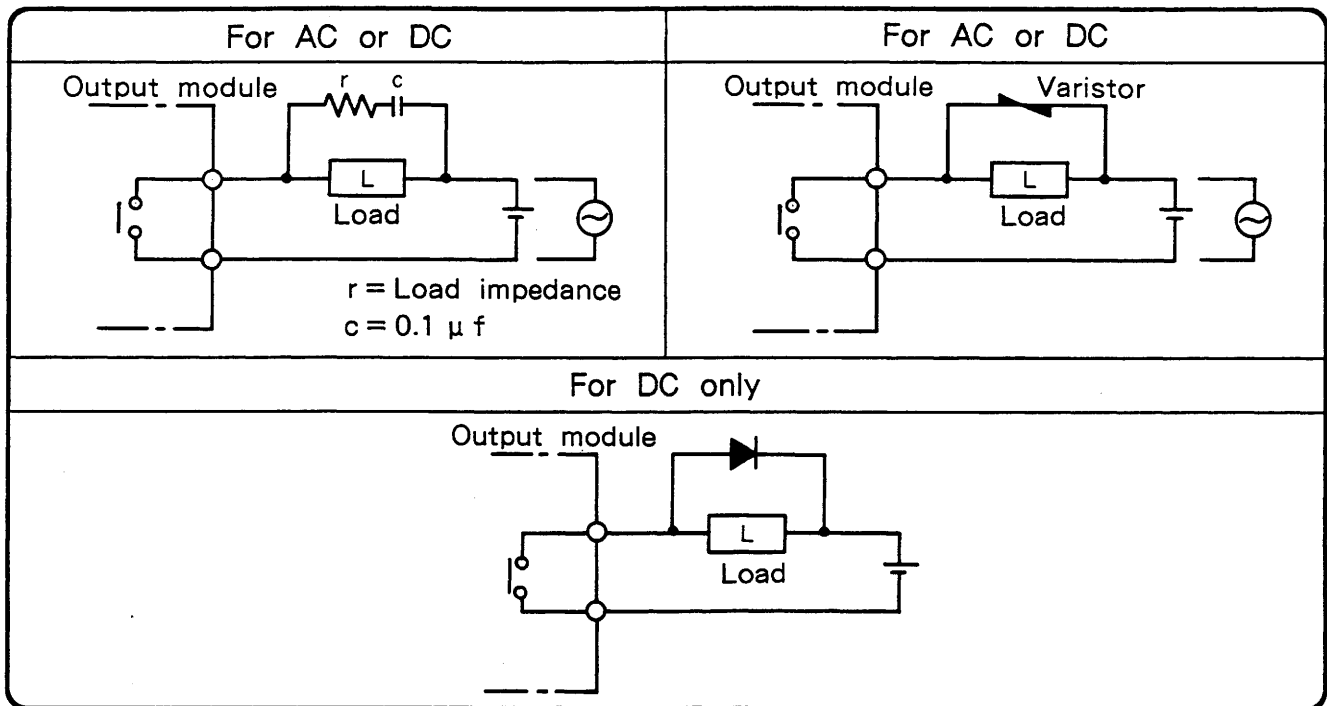 For AC or DC
Output module
r
c
L
Load
r = Load impedance
c = 0.1 μf
For AC or DC
Output module
Varistor
L
Load
For DC only
Output module
L
Load